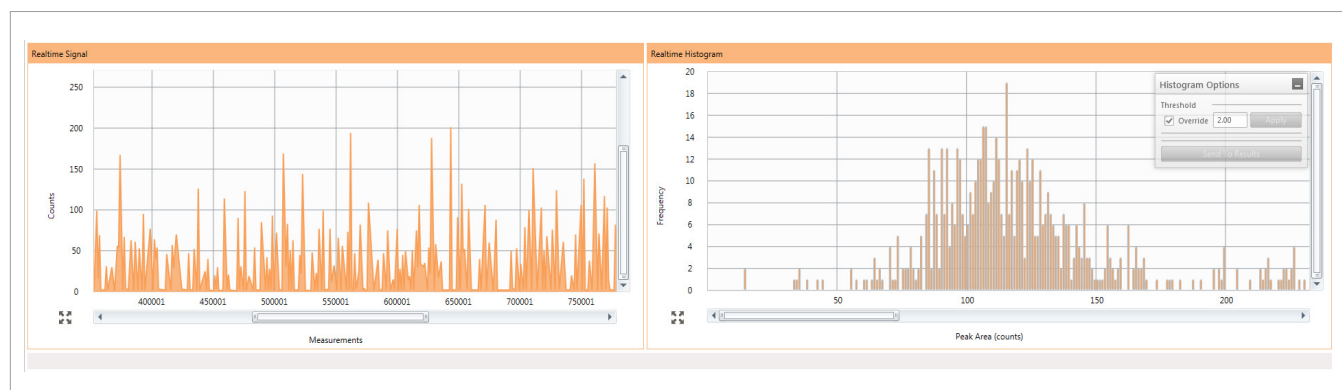 Realtime Signal
250
200
150
100
50
0
Counts
400001 450001 500001 550001 600001 650001 700001 750001
Measurements
Realtime Histogram
20
18
16
14
12
10
8
6
4
2
0
Frequency
50 100 150 200
Peak Area (counts)
Histogram Options
Threshold
Override 2.00 Apply
Send To Results